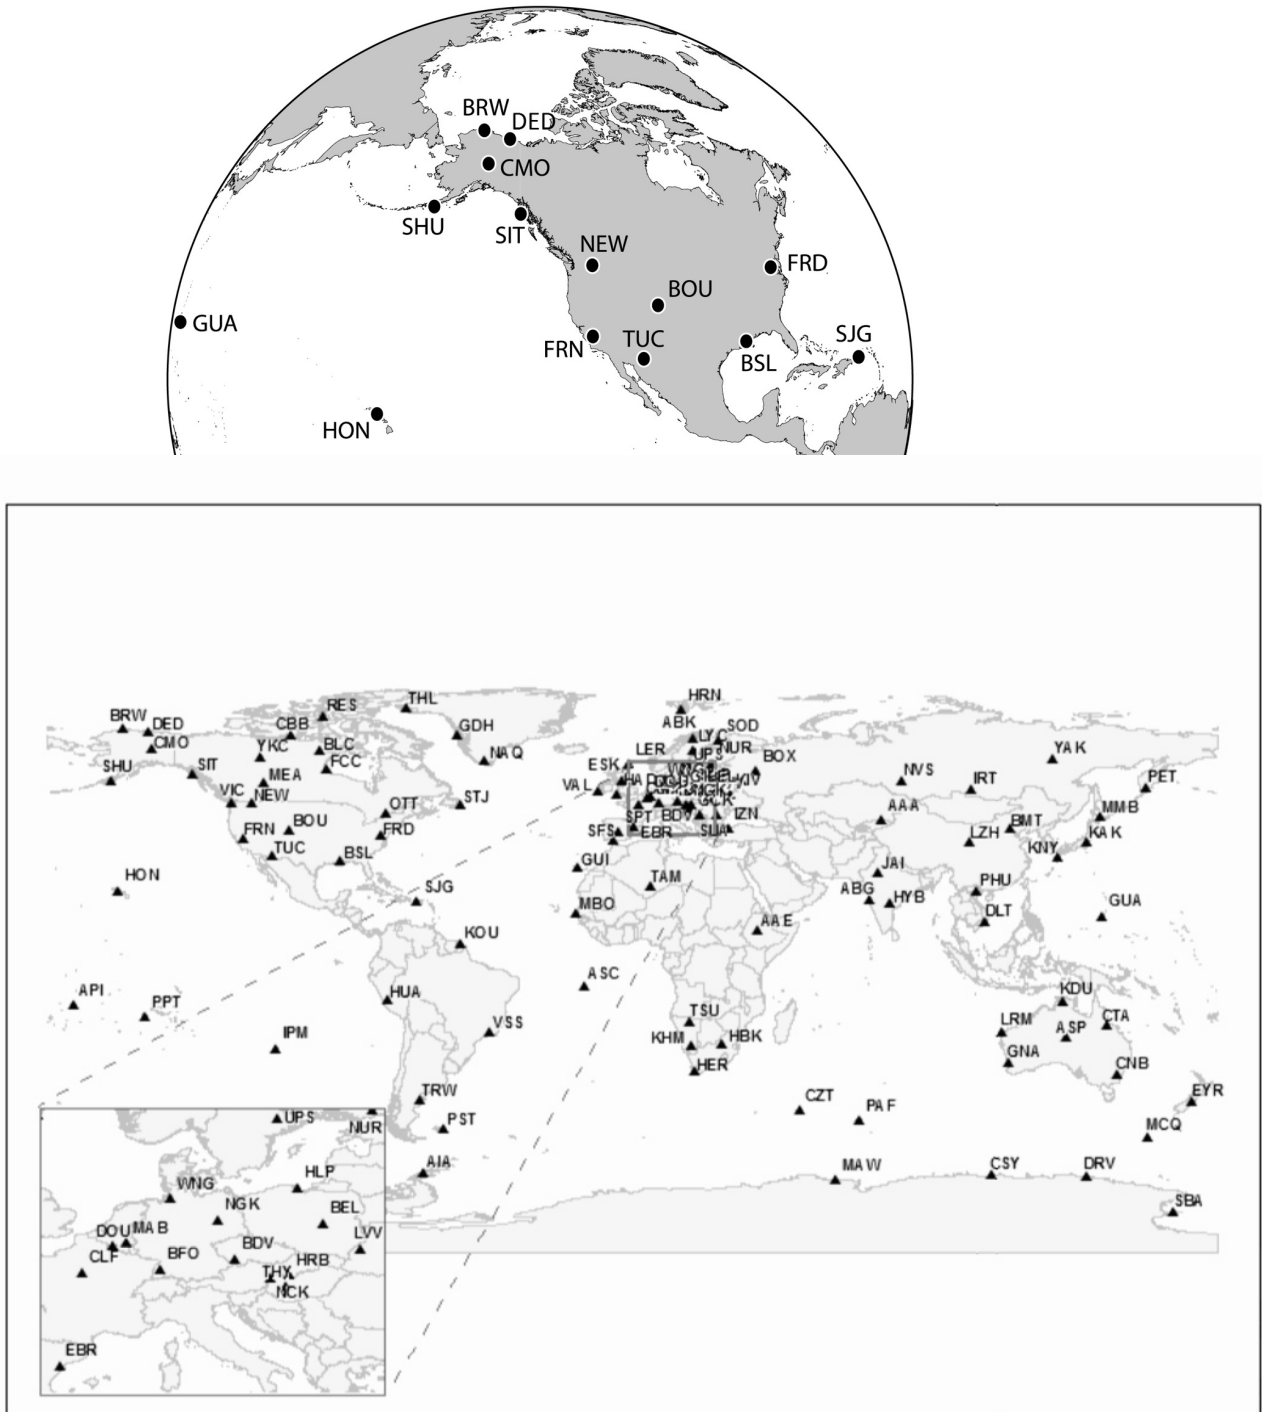 BRW
DED
CMO
SHU
SIT
NEW
FRD
BOU
GUA
FRN
TUC
BSL
SJG
HON
HRN
THL
RES
BRW
DED
CBB
GDH
ABK
LYC
SOD
CMO
YKC
BLC
NAQ
LER
UPS
NUR
BOX
YAK
SHU
SIT
FCC
ESK
MEA
VAL
NVS
IRT
PET
VIC
NEW
STJ
OTT
AAA
MMB
BOU
BDV
IZN
BMT
FRN
FRD
SPT
EBR
SFS
SUA
LZH
KAK
TUC
BSL
KNY
GUI
JAI
HON
TAM
PHU
SJG
ABG
HYB
MBO
GUA
DLT
AAE
KOU
ASC
API
HUA
KDU
PPT
TSU
LRM
ASP
CTA
VSS
IPM
KHM
HBK
GNA
HER
CNB
TRW
CZT
PAF
EYR
PST
MCQ
UPS
NUR
AIA
MAW
CSY
DRV
HLP
WNG
SBA
NGK
BEL
DOU
MAB
LVV
BDV
CLF
BFO
HRB
THY
NCK
EBR